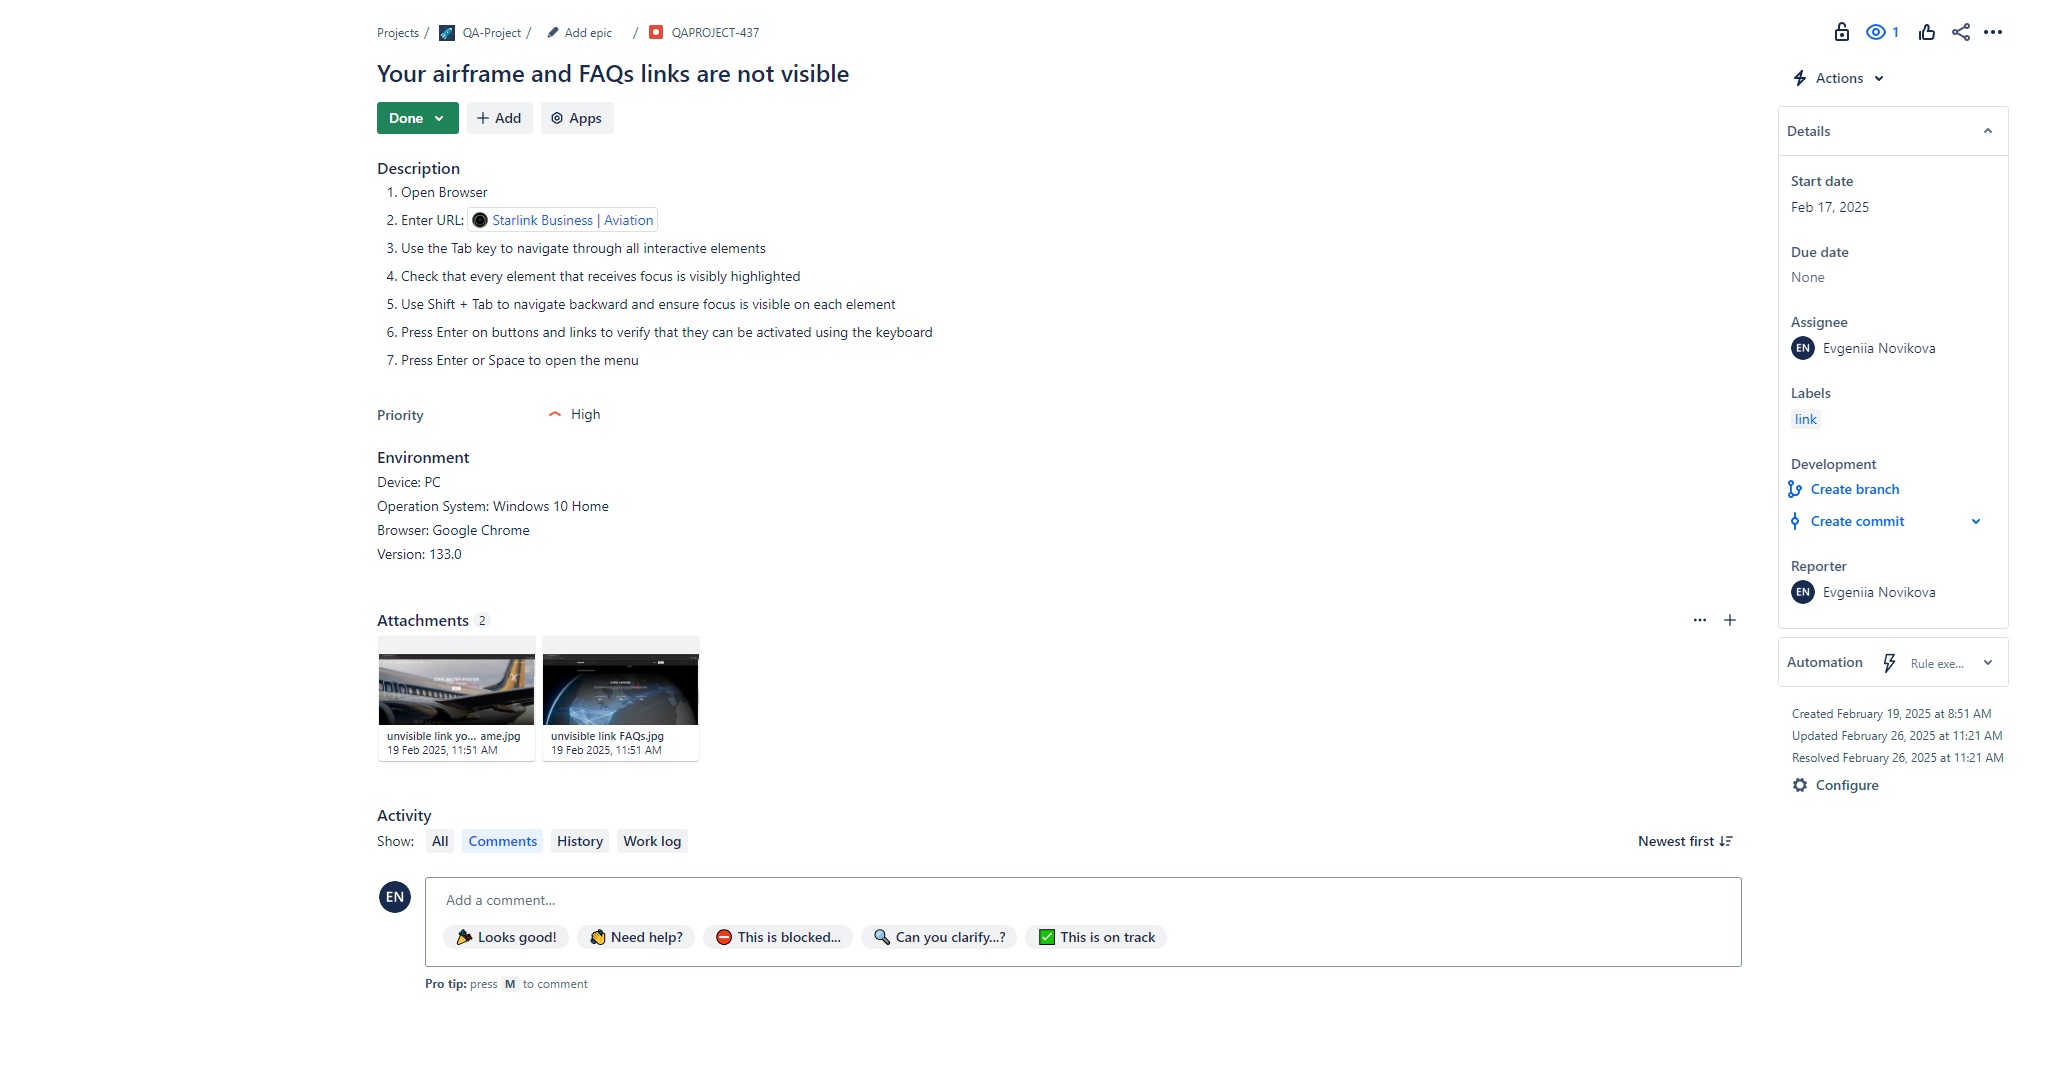 Projects / QA-Project / Add epic / QAPROJECT-437
1
Your airframe and FAQs links are not visible
Actions
Done
Add
Apps
Details
Description
1. Open Browser
2. Enter URL: Starlink Business | Aviation
3. Use the Tab key to navigate through all interactive elements
4. Check that every element that receives focus is visibly highlighted
5. Use Shift + Tab to navigate backward and ensure focus is visible on each element
6. Press Enter on buttons and links to verify that they can be activated using the keyboard
7. Press Enter or Space to open the menu
Priority High
Environment
Device: PC
Operation System: Windows 10 Home
Browser: Google Chrome
Version: 133.0
Attachments 2
unvisible link yo... ame.jpg
19 Feb 2025, 11:51 AM
unvisible link FAQs.jpg
19 Feb 2025, 11:51 AM
Activity
Show: All Comments History Work log
Newest first
EN
Add a comment...
Looks good! Need help? This is blocked... Can you clarify...? This is on track
Pro tip: press M to comment
Start date
Feb 17, 2025
Due date
None
Assignee
EN Evgeniia Novikova
Labels
link
Development
Create branch
Create commit
Reporter
EN Evgeniia Novikova
Automation Rule exe...
Created February 19, 2025 at 8:51 AM
Updated February 26, 2025 at 11:21 AM
Resolved February 26, 2025 at 11:21 AM
Configure